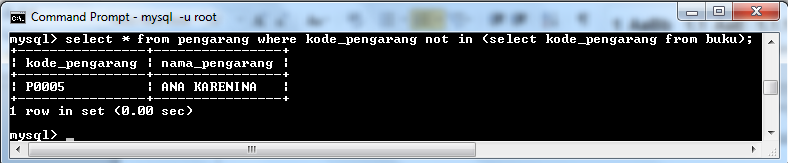 Command Prompt - mysql -u root
mysql> select * from pengarang where kode_pengarang not in (select kode_pengarang from buku);
+----------------+----------------+
| kode_pengarang | nama_pengarang |
+----------------+----------------+
| P0005          | ANA KARENINA   |
+----------------+----------------+
1 row in set (0.00 sec)
mysql> _